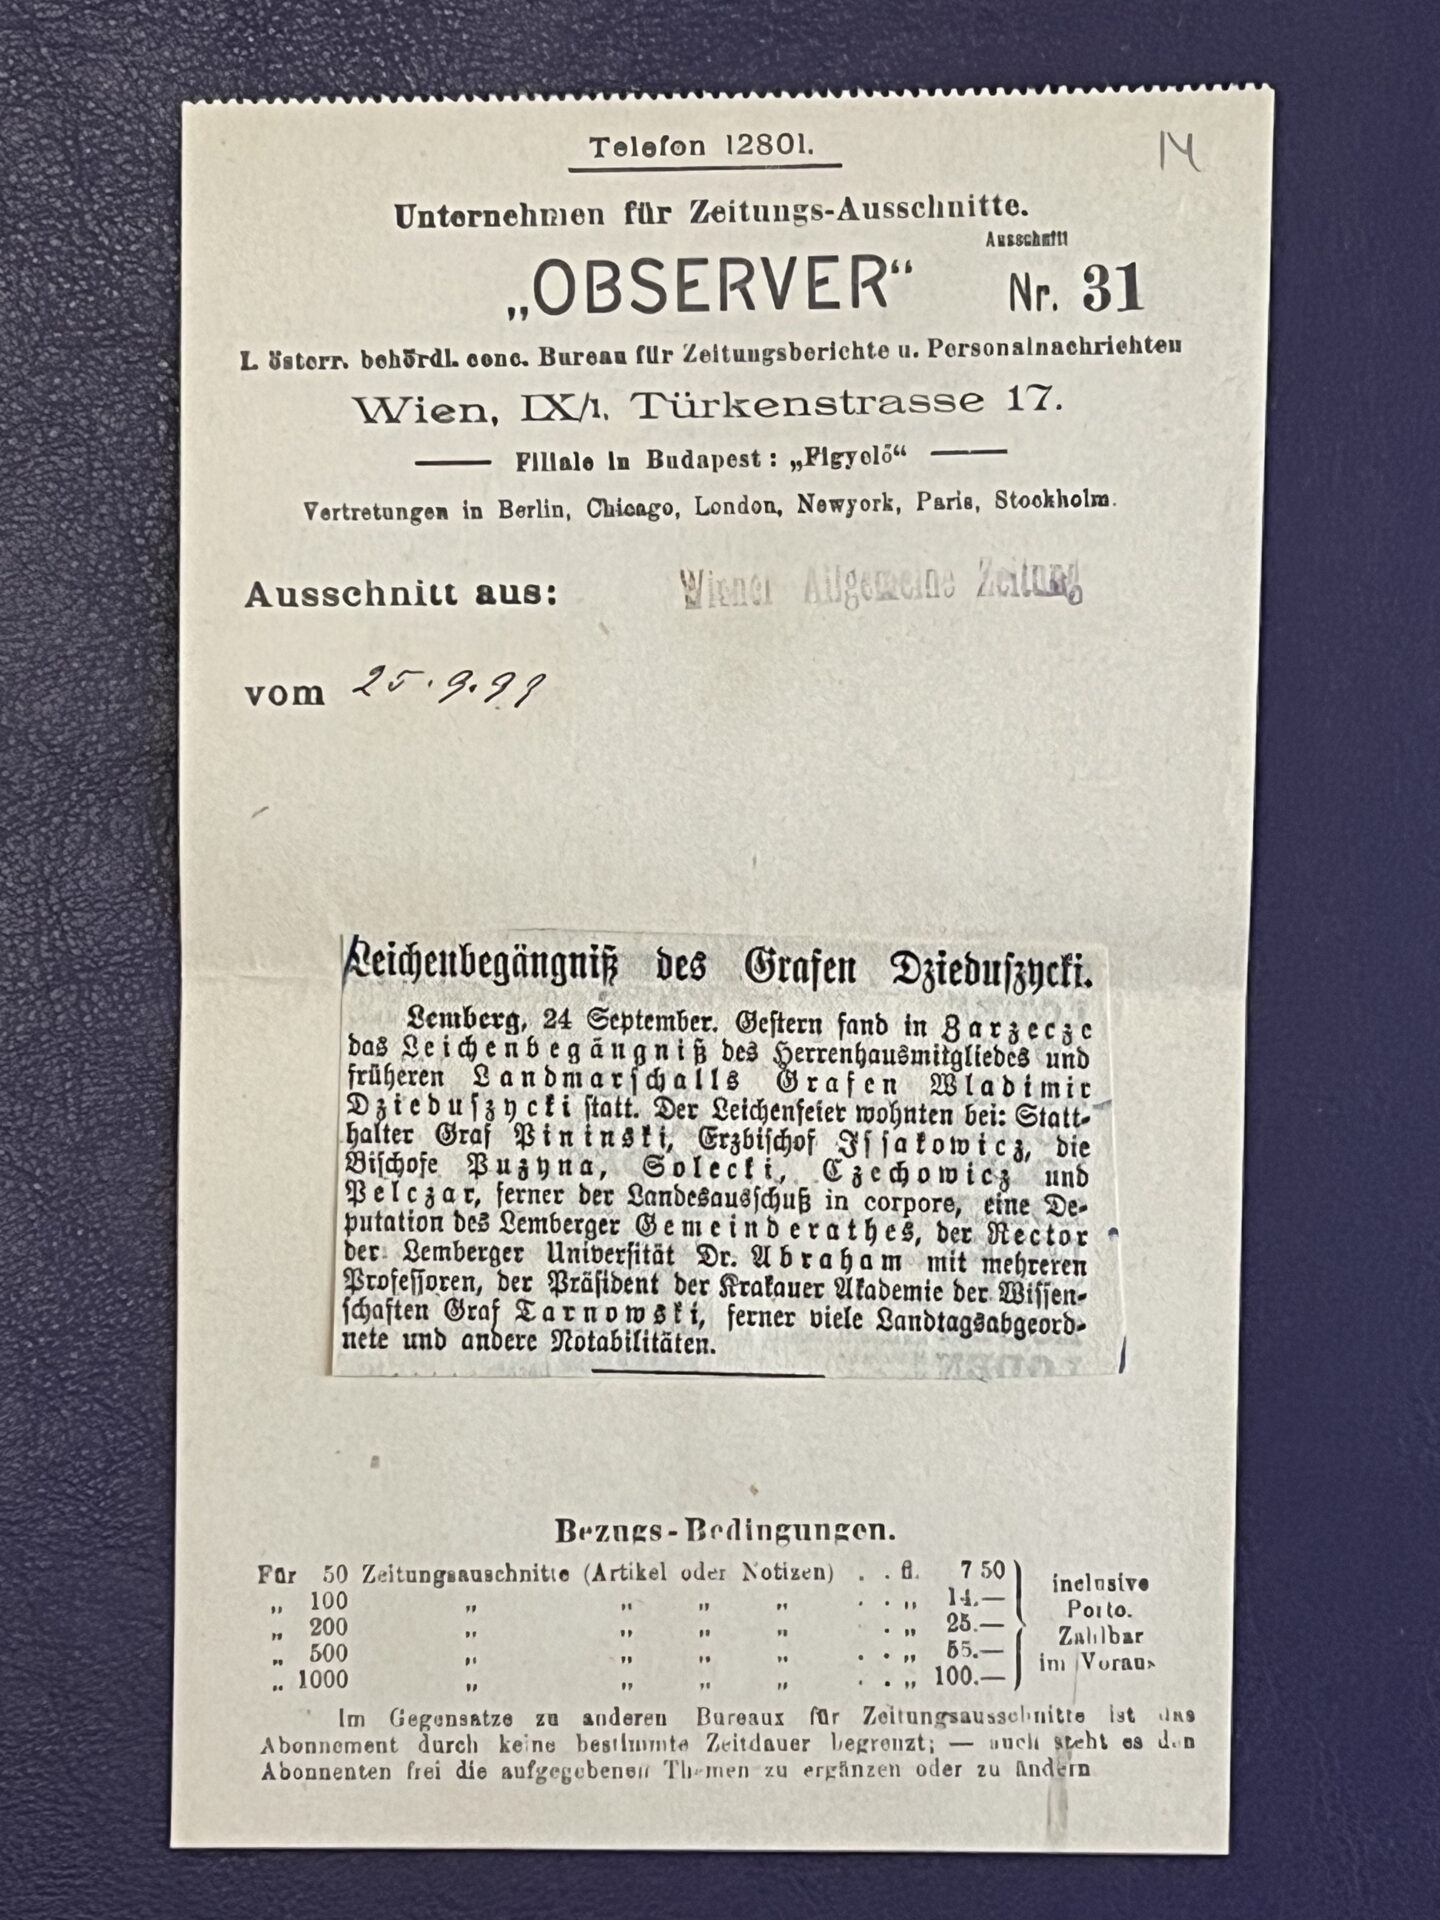 Telefon 12801.
14
Unternehmen für Zeitungs-Ausschnitte.
Ausschnitt
„OBSERVER“ Nr. 31
I. österr. behördl. conc. Bureau für Zeitungsberichte u. Personalnachrichten
Wien, IX/1, Türkenstrasse 17.
Filiale in Budapest: „Figyelő“
Vertretungen in Berlin, Chicago, London, Newyork, Paris, Stockholm.
Ausschnitt aus: Wiener Allgemeine Zeitung
vom 25.9.99
Leichenbegängniß des Grafen Dzieduszycki.
Lemberg, 24 September. Gestern fand in Zarzecze
das Leichenbegängniß des Herrenhausmitgliedes und
früheren Landmarschalls Grafen Wladimir
Dzieduszycki statt. Der Leichenfeier wohnten bei: Statt-
halter Graf Pininski, Erzbischof Issakowicz, die
Bischofe Puzyna, Solecki, Czechowicz und
Pelczar, ferner der Landesausschuß in corpore, eine De-
putation des Lemberger Gemeinderathes, der Rector
der Lemberger Universität Dr. Abraham mit mehreren
Professoren, der Präsident der Krakauer Akademie der Wissen-
schaften Graf Tarnowski, ferner viele Landtagsabgeord-
nete und andere Notabilitäten.
Bezugs-Bedingungen.
Für 50 Zeitungsauschnitte (Artikel oder Notizen) . . fl. 7 50 inclusive
„ 100 „ „ „ „ . . „ 14.— Porto.
„ 200 „ „ „ „ . „ 25.— Zahlbar
„ 500 „ „ „ „ . . „ 55.— im Voraus
„ 1000 „ „ „ „ . . „ 100.—
Im Gegensatze zu anderen Bureaux für Zeitungsausschnitte ist das
Abonnement durch keine bestimmte Zeitdauer begrenzt; — auch steht es den
Abonnenten frei die aufgegebenen Themen zu ergänzen oder zu ändern